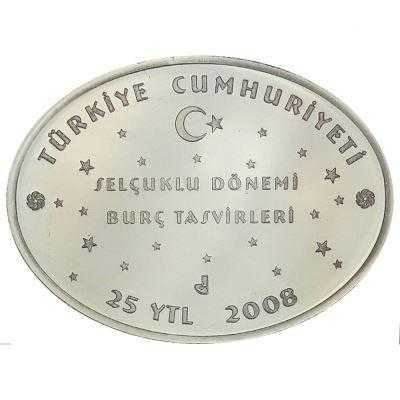 TÜRKİYE CUMHURİYETİ
SELÇUKLU DÖNEMİ
BURÇ TASVİRLERİ
25 YTL 2008